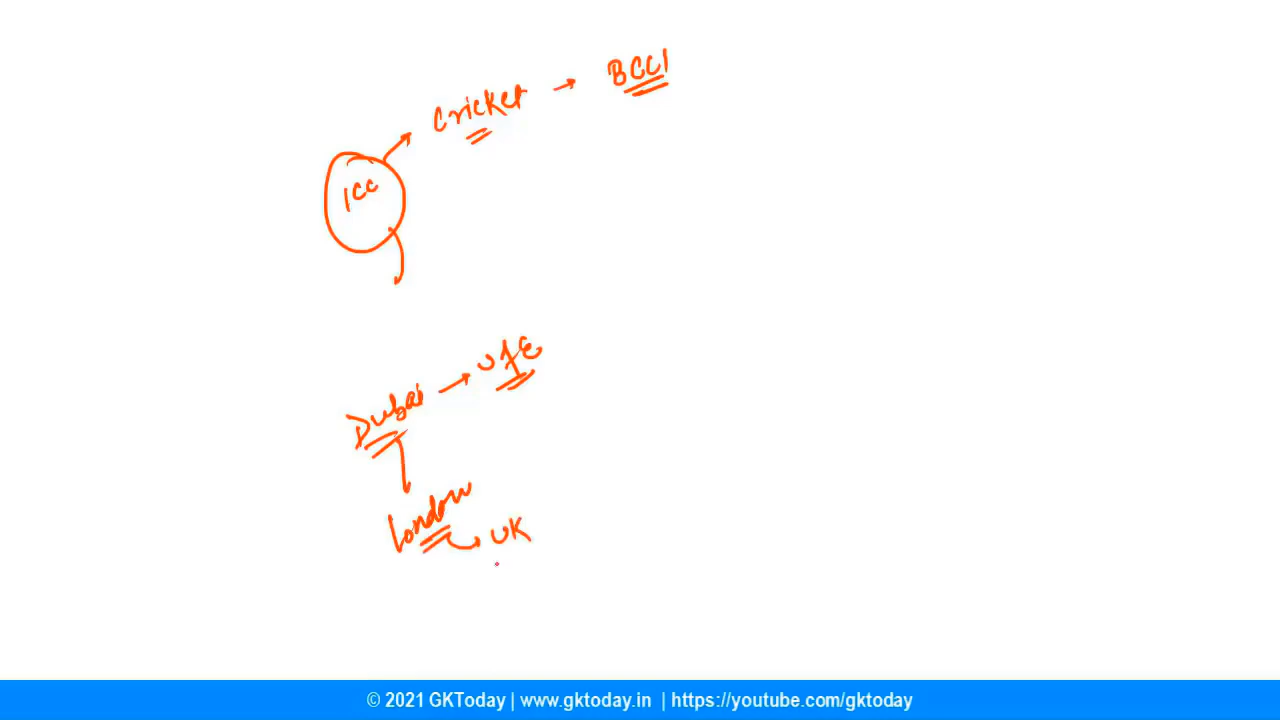 Cricket → BCCI
ICC
Dubai → UAE
London → UK
© 2021 GKToday | www.gktoday.in | https://youtube.com/gktoday